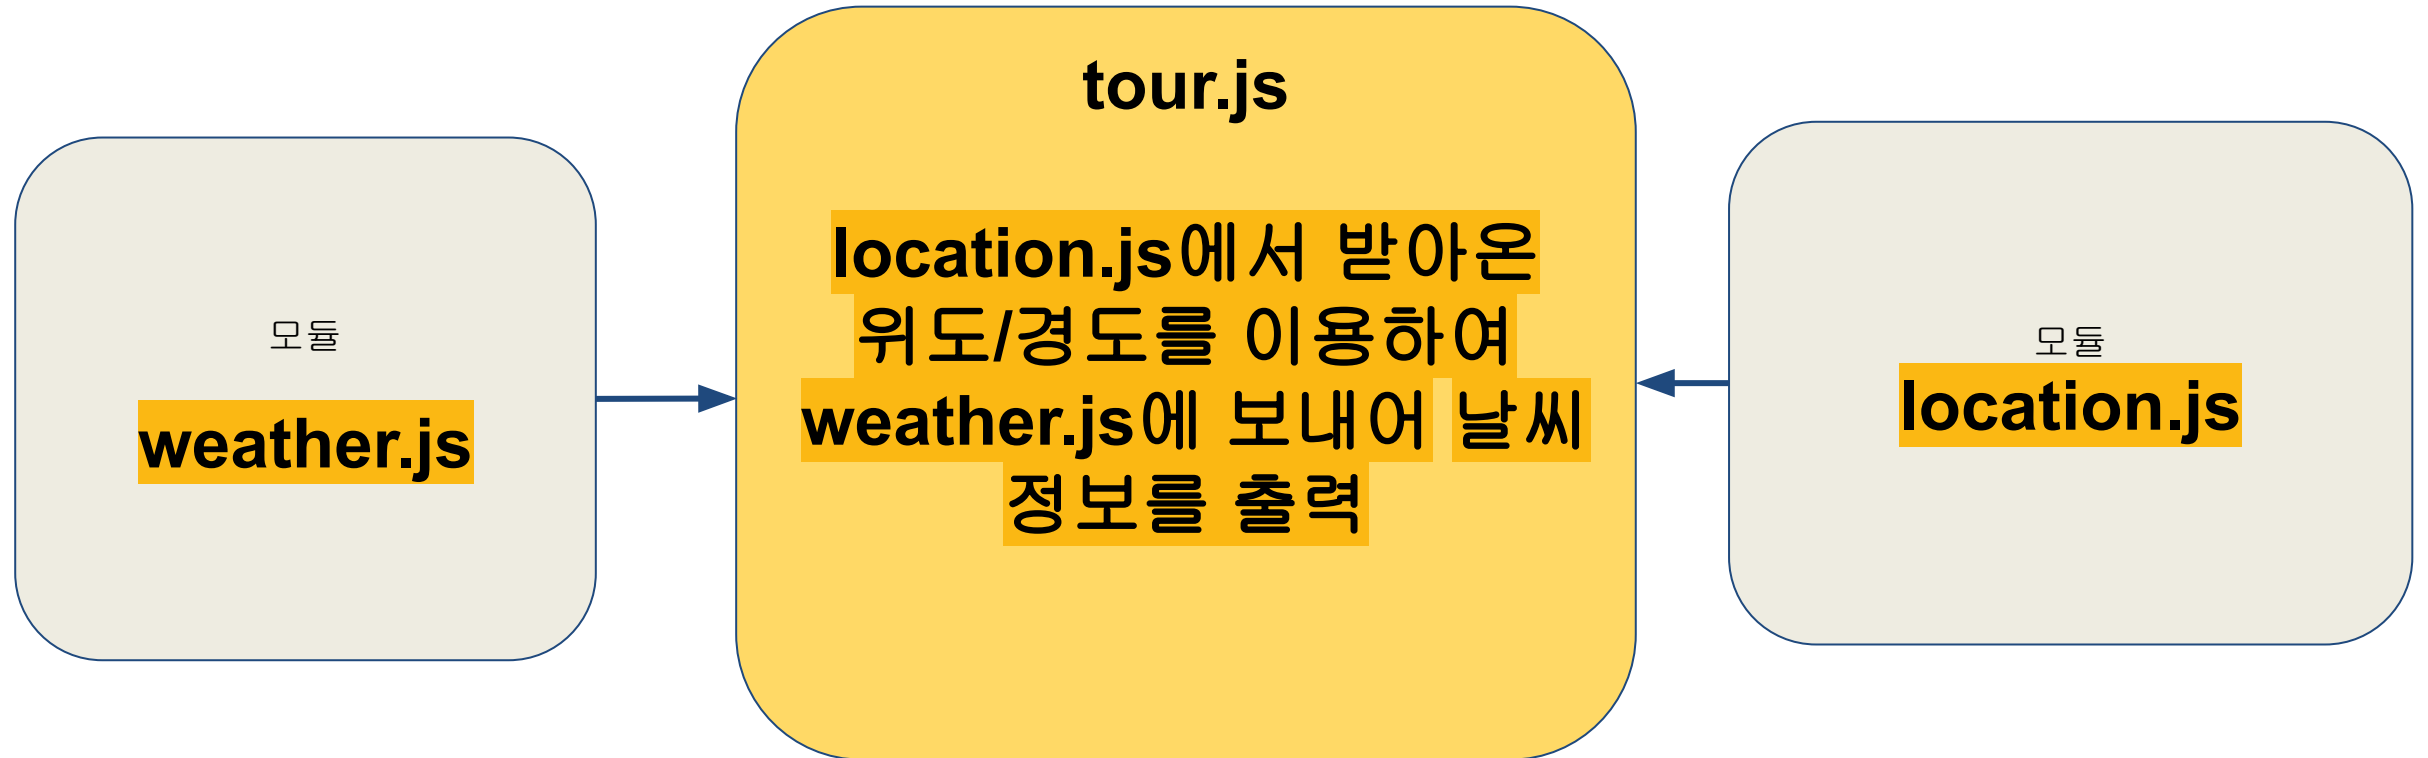 tour.js
location.js에서 받아온
위도/경도를 이용하여
weather.js에 보내어 날씨
정보를 출력
모듈
weather.js
모듈
location.js